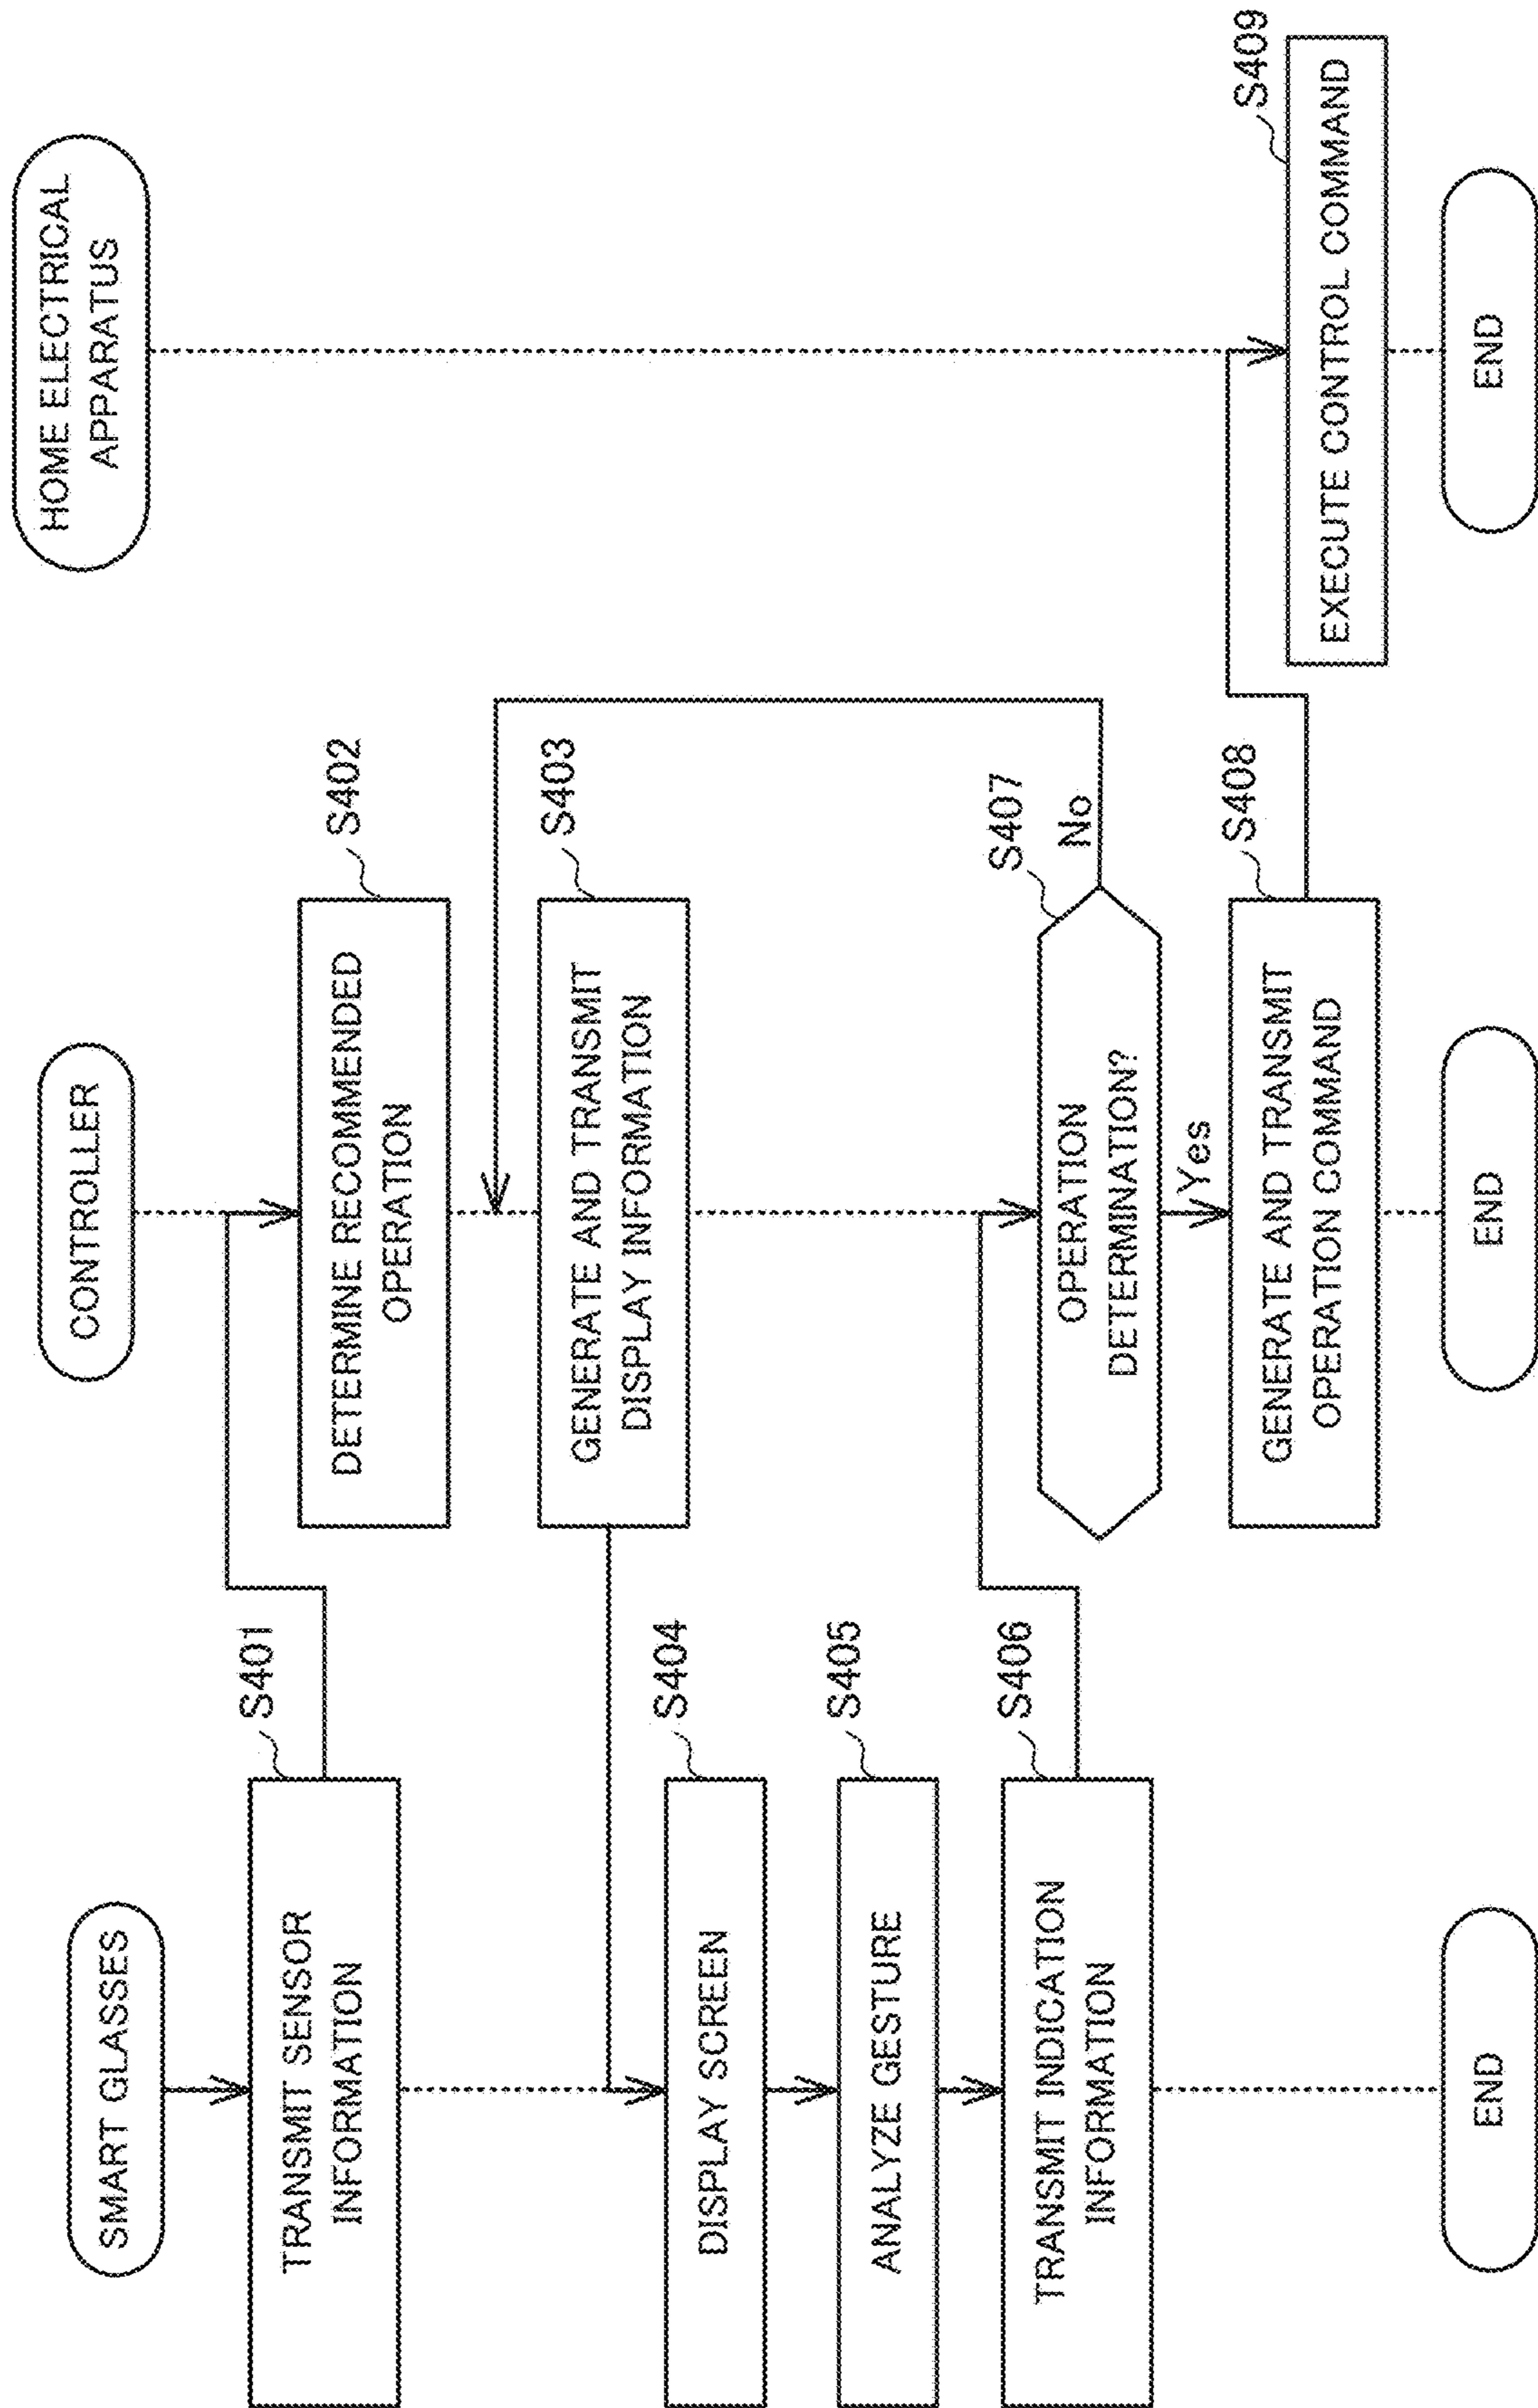 SMART GLASSES
CONTROLLER
HOME ELECTRICAL
APPARATUS
S401
TRANSMIT SENSOR
INFORMATION
S402
DETERMINE RECOMMENDED
OPERATION
S403
GENERATE AND TRANSMIT
DISPLAY INFORMATION
S404
DISPLAY SCREEN
S405
ANALYZE GESTURE
S406
TRANSMIT INDICATION
INFORMATION
S407
OPERATION
DETERMINATION?
No
Yes
S408
GENERATE AND TRANSMIT
OPERATION COMMAND
S409
EXECUTE CONTROL COMMAND
END
END
END